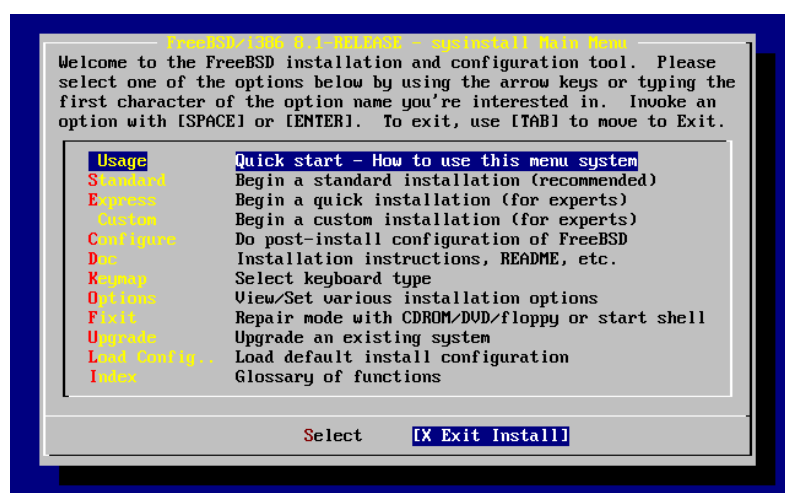 FreeBSD/i386 8.1-RELEASE - sysinstall Main Menu
Welcome to the FreeBSD installation and configuration tool.  Please
select one of the options below by using the arrow keys or typing the
first character of the option name you're interested in.  Invoke an
option with [SPACE] or [ENTER].  To exit, use [TAB] to move to Exit.
Usage Quick start - How to use this menu system
Standard Begin a standard installation (recommended)
Express Begin a quick installation (for experts)
Custom Begin a custom installation (for experts)
Configure Do post-install configuration of FreeBSD
Doc Installation instructions, README, etc.
Keymap Select keyboard type
Options View/Set various installation options
Fixit Repair mode with CDROM/DVD/floppy or start shell
Upgrade Upgrade an existing system
Load Config.. Load default install configuration
Index Glossary of functions
Select [X Exit Install]